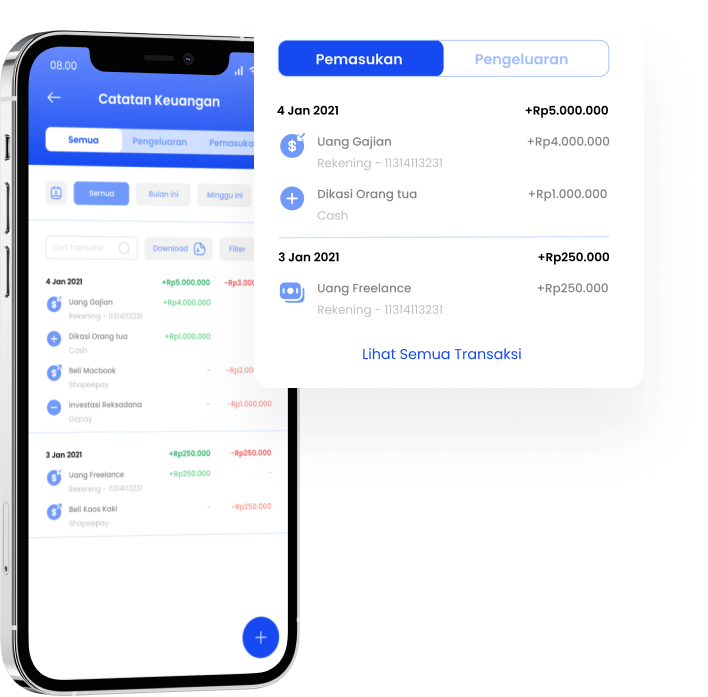 08.00
Catatan Keuangan
Semua Pengeluaran Pemasuka
Semua Bulan ini Minggu ini
Cari Transaksi Download Filter
4 Jan 2021 +Rp5.000.000 -Rp3.000
Uang Gajian +Rp4.000.000
Rekening - 11314113231
Dikasi Orang tua +Rp1.000.000
Cash
Beli Macbook - -Rp2.00
Shopeepay
Investasi Reksadana - -Rp1.000.000
Gopay
3 Jan 2021 +Rp250.000 -Rp250.000
Uang Freelance +Rp250.000 -
Rekening - 11314113231
Beli Kaos Kaki - -Rp250.000
Shopeepay
Pemasukan Pengeluaran
4 Jan 2021 +Rp5.000.000
Uang Gajian +Rp4.000.000
Rekening - 11314113231
Dikasi Orang tua +Rp1.000.000
Cash
3 Jan 2021 +Rp250.000
Uang Freelance +Rp250.000
Rekening - 11314113231
Lihat Semua Transaksi